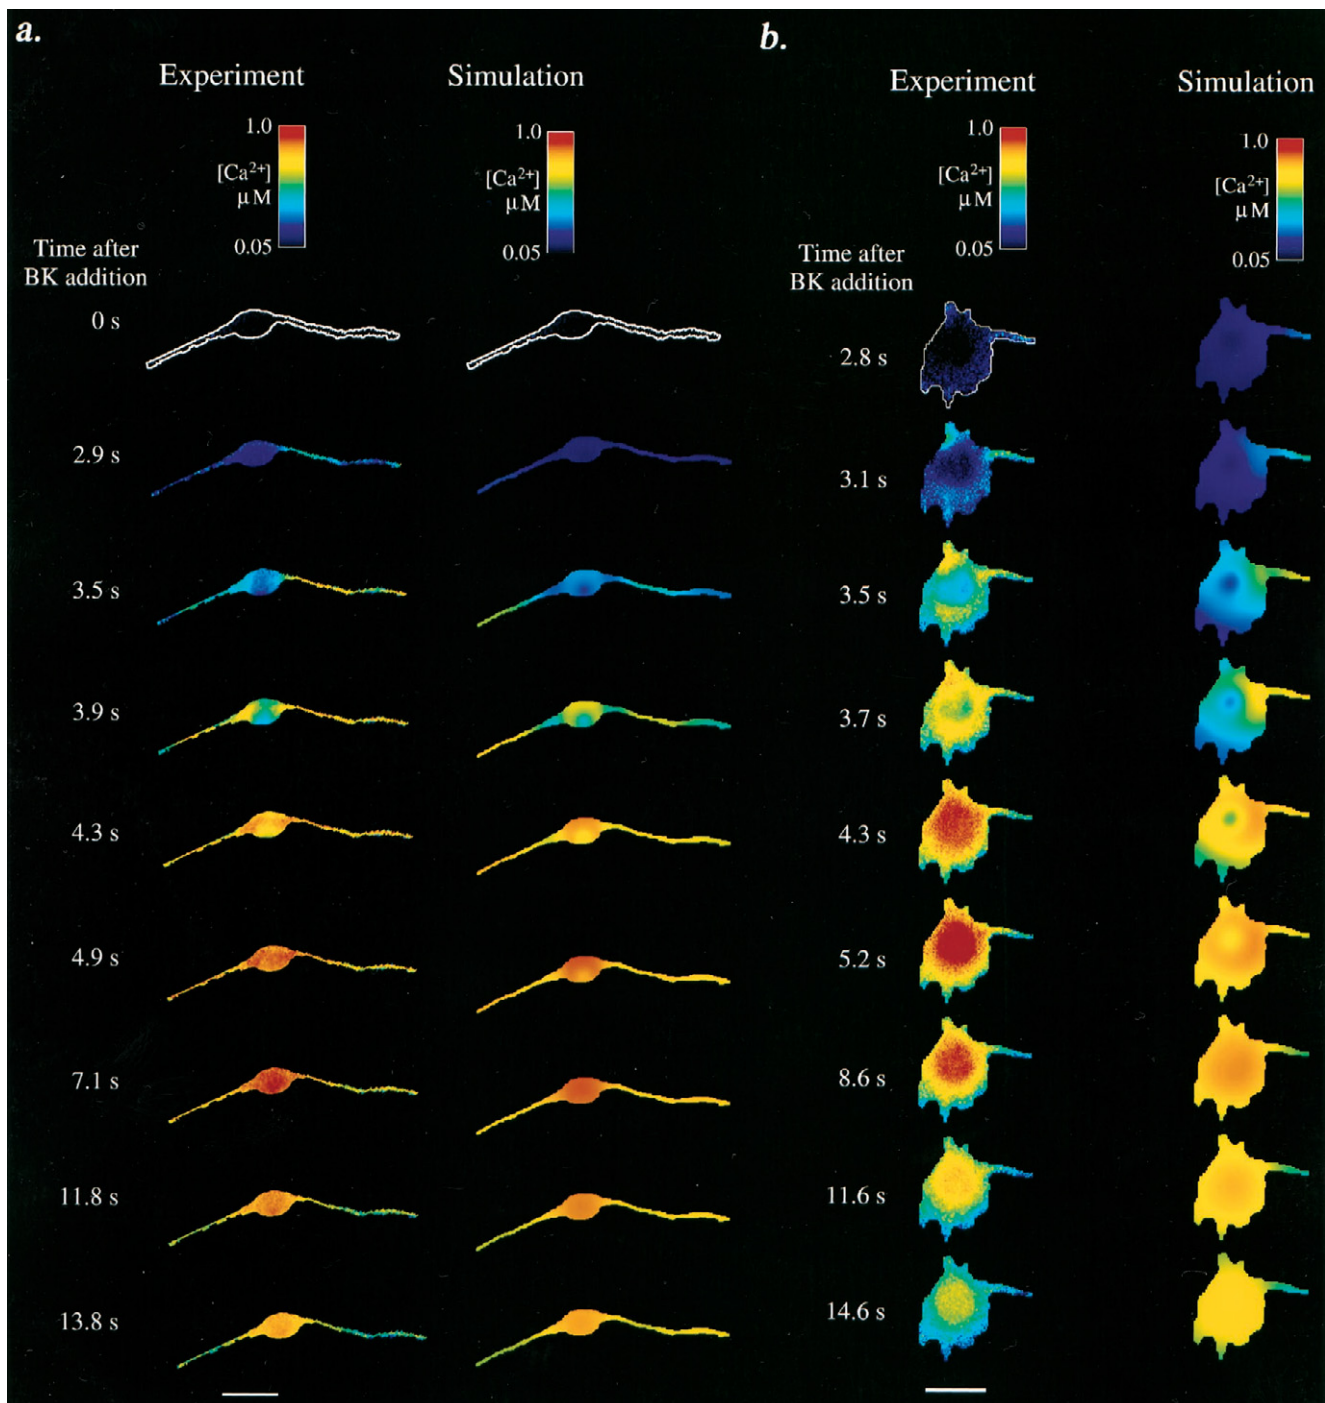 a.
Experiment
Simulation
1.0
[Ca2+]
μM
0.05
1.0
[Ca2+]
μM
0.05
Time after
BK addition
0 s
2.9 s
3.5 s
3.9 s
4.3 s
4.9 s
7.1 s
11.8 s
13.8 s
b.
Experiment
Simulation
1.0
[Ca2+]
μM
0.05
1.0
[Ca2+]
μM
0.05
Time after
BK addition
2.8 s
3.1 s
3.5 s
3.7 s
4.3 s
5.2 s
8.6 s
11.6 s
14.6 s